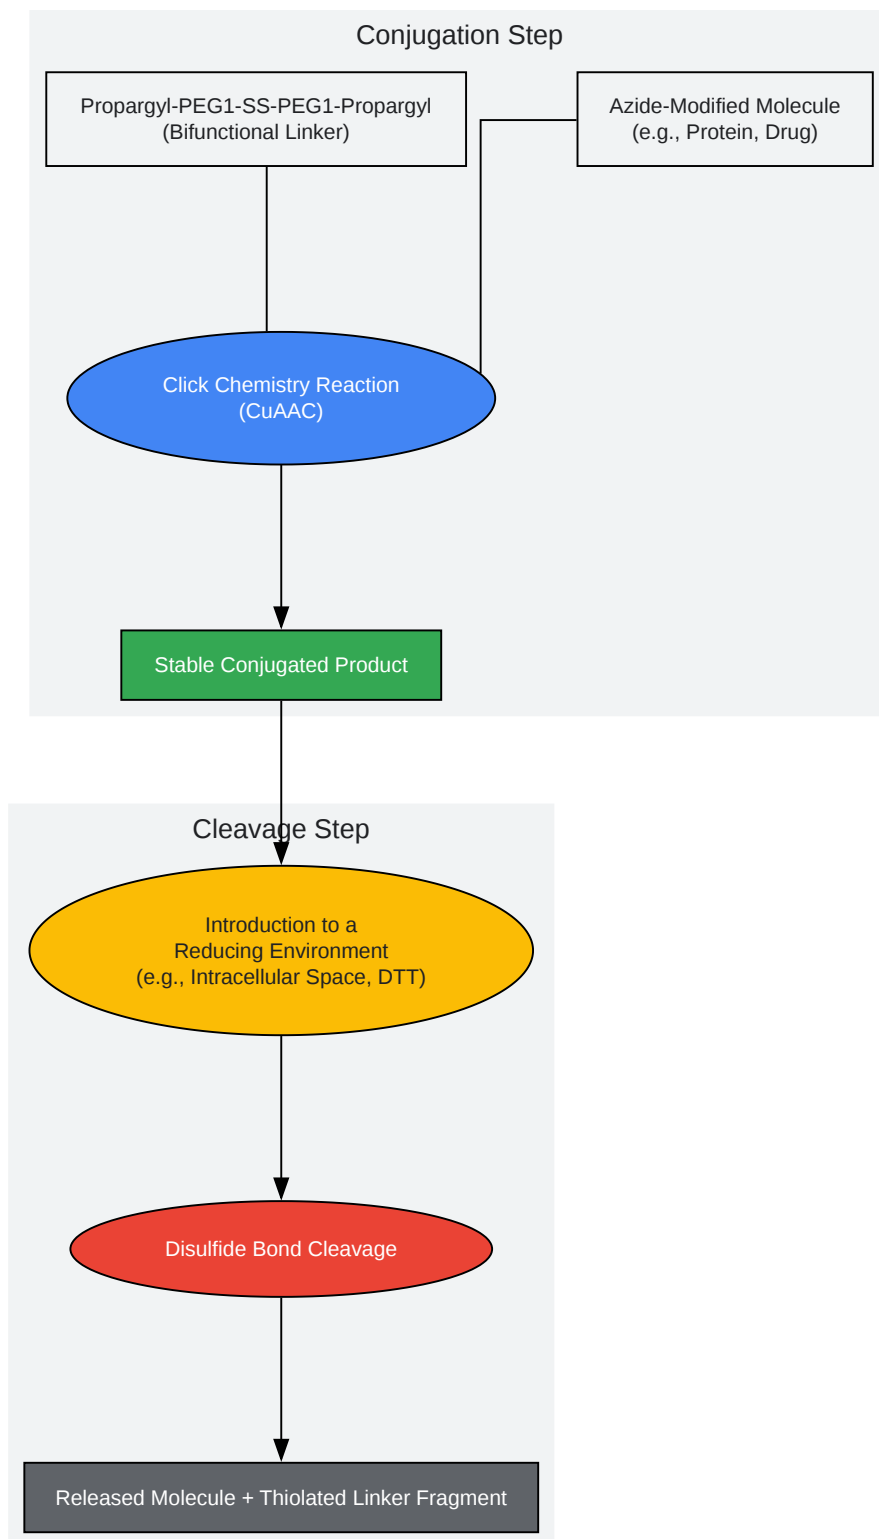 Conjugation Step
Propargyl-PEG1-SS-PEG1-Propargyl
(Bifunctional Linker)
Azide-Modified Molecule
(e.g., Protein, Drug)
Click Chemistry Reaction
(CuAAC)
Stable Conjugated Product
Cleavage Step
Introduction to a
Reducing Environment
(e.g., Intracellular Space, DTT)
Disulfide Bond Cleavage
Released Molecule + Thiolated Linker Fragment